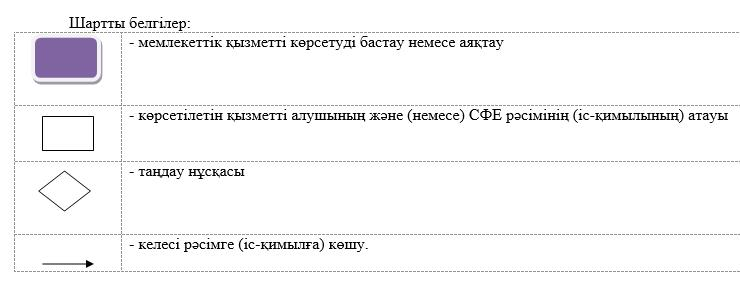 Шартты белгілер:
- мемлекеттік қызметті көрсетуді бастау немесе аяқтау
- көрсетілетін қызметті алушының және (немесе) СФЕ рәсімінің (іс-қимылының) атауы
- таңдау нұсқасы
- келесі рәсімге (іс-қимылға) көшу.